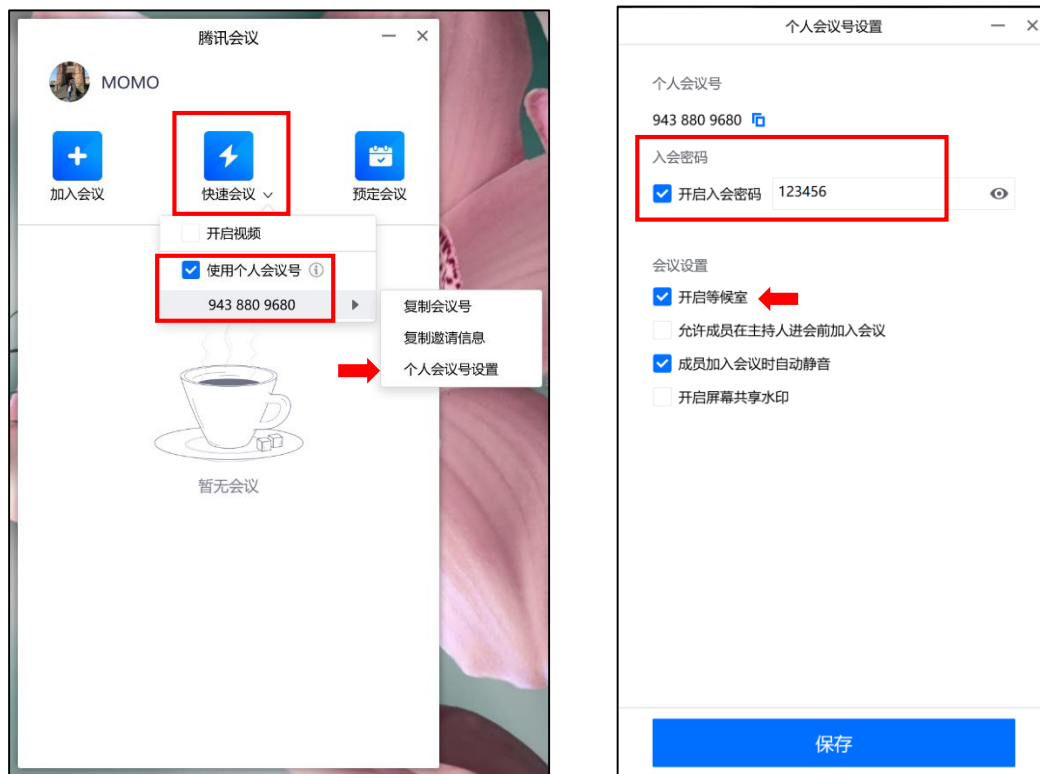 腾讯会议
MOMO
加入会议
快速会议
预定会议
开启视频
使用个人会议号
943 880 9680
复制会议号
复制邀请信息
个人会议号设置
暂无会议
个人会议号设置
个人会议号
943 880 9680
入会密码
开启入会密码 123456
会议设置
开启等候室
允许成员在主持人进会前加入会议
成员加入会议时自动静音
开启屏幕共享水印
保存